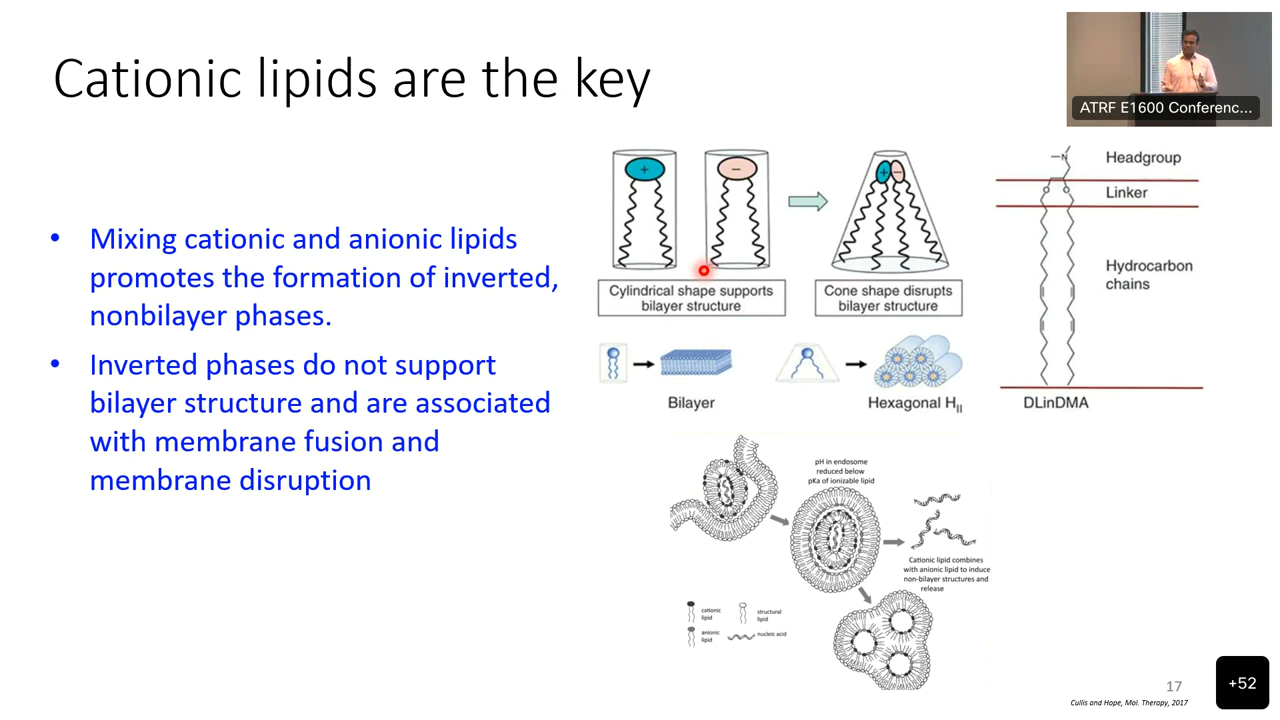 Cationic lipids are the key
ATRF E1600 Conferenc...
• Mixing cationic and anionic lipids
promotes the formation of inverted,
nonbilayer phases.
• Inverted phases do not support
bilayer structure and are associated
with membrane fusion and
membrane disruption
+
−
+
−
Cylindrical shape supports
bilayer structure
Cone shape disrupts
bilayer structure
Bilayer
Hexagonal HII
N
O
O
Headgroup
Linker
Hydrocarbon
chains
DLinDMA
pH in endosome
reduced below
pKa of ionizable lipid
Cationic lipid combines
with anionic lipid to induce
non-bilayer structures and
release
cationic
lipid
structural
lipid
anionic
lipid
nucleic acid
17
Cullis and Hope, Mol. Therapy, 2017
+52